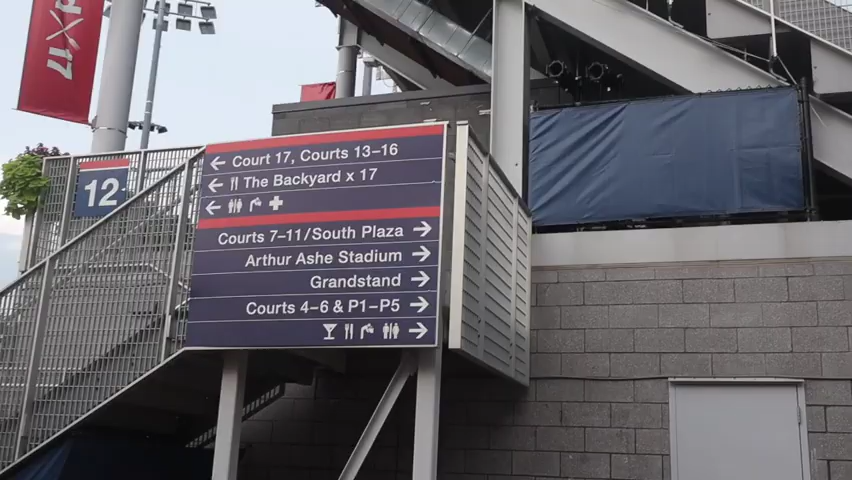 d x 17
12
Court 17, Courts 13-16
The Backyard x 17
Courts 7-11/South Plaza
Arthur Ashe Stadium
Grandstand
Courts 4-6 & P1-P5